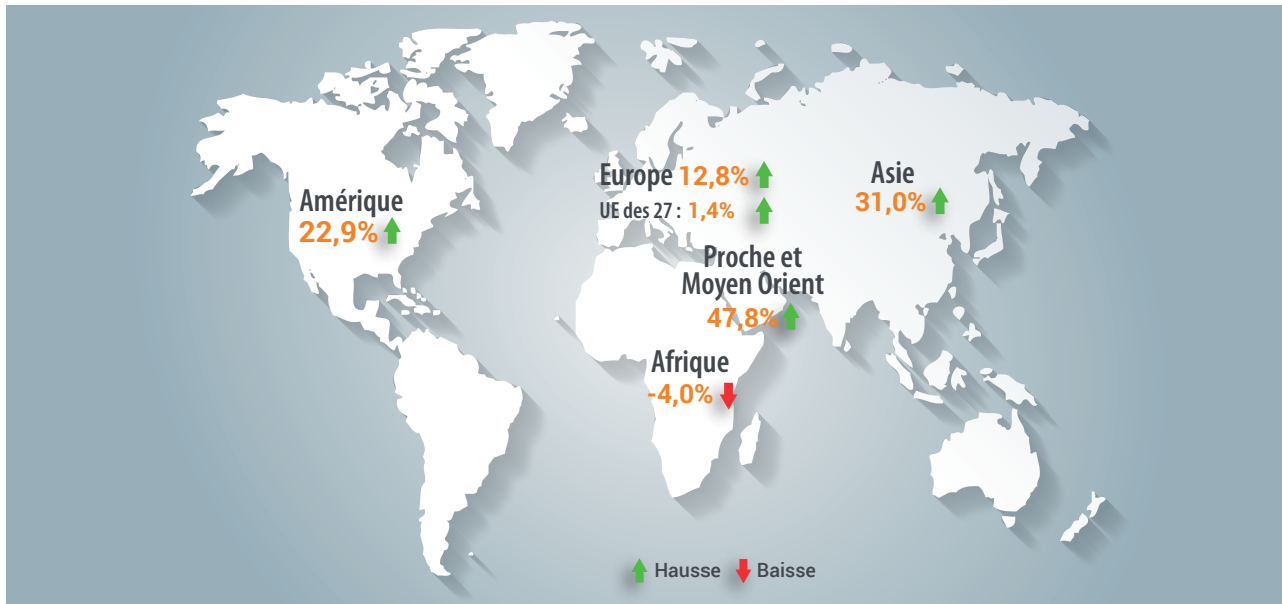 Amérique
22,9%
Europe 12,8%
UE des 27 : 1,4%
Asie
31,0%
Proche et
Moyen Orient
47,8%
Afrique
-4,0%
Hausse Baisse